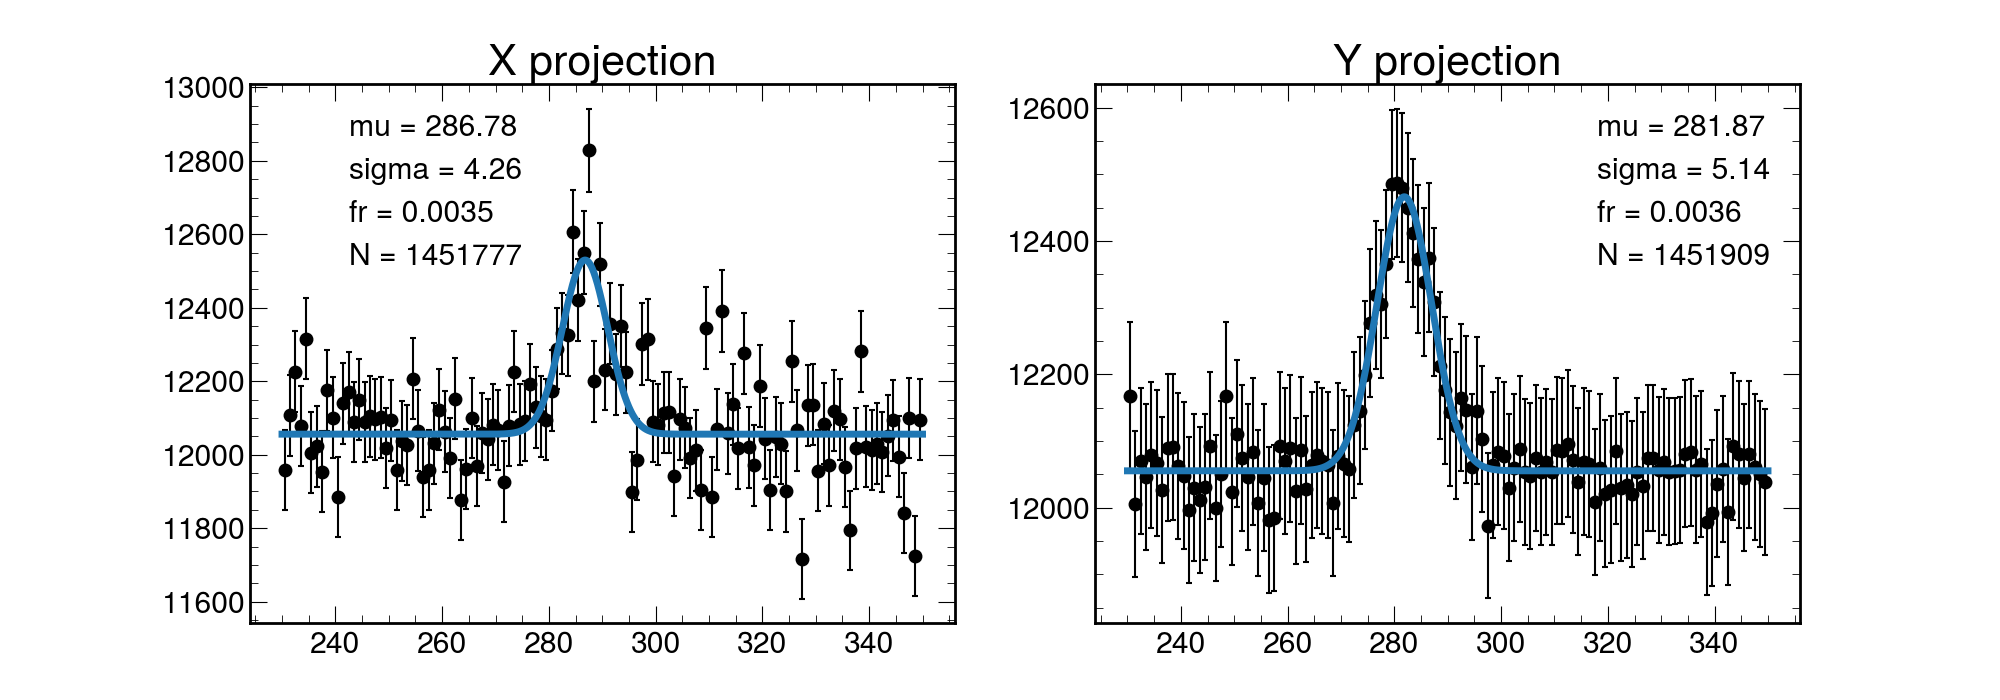 X projection
13000
12800
12600
12400
12200
12000
11800
11600
mu = 286.78
sigma = 4.26
fr = 0.0035
N = 1451777
240 260 280 300 320 340
Y projection
12600
12400
12200
12000
mu = 281.87
sigma = 5.14
fr = 0.0036
N = 1451909
240 260 280 300 320 340